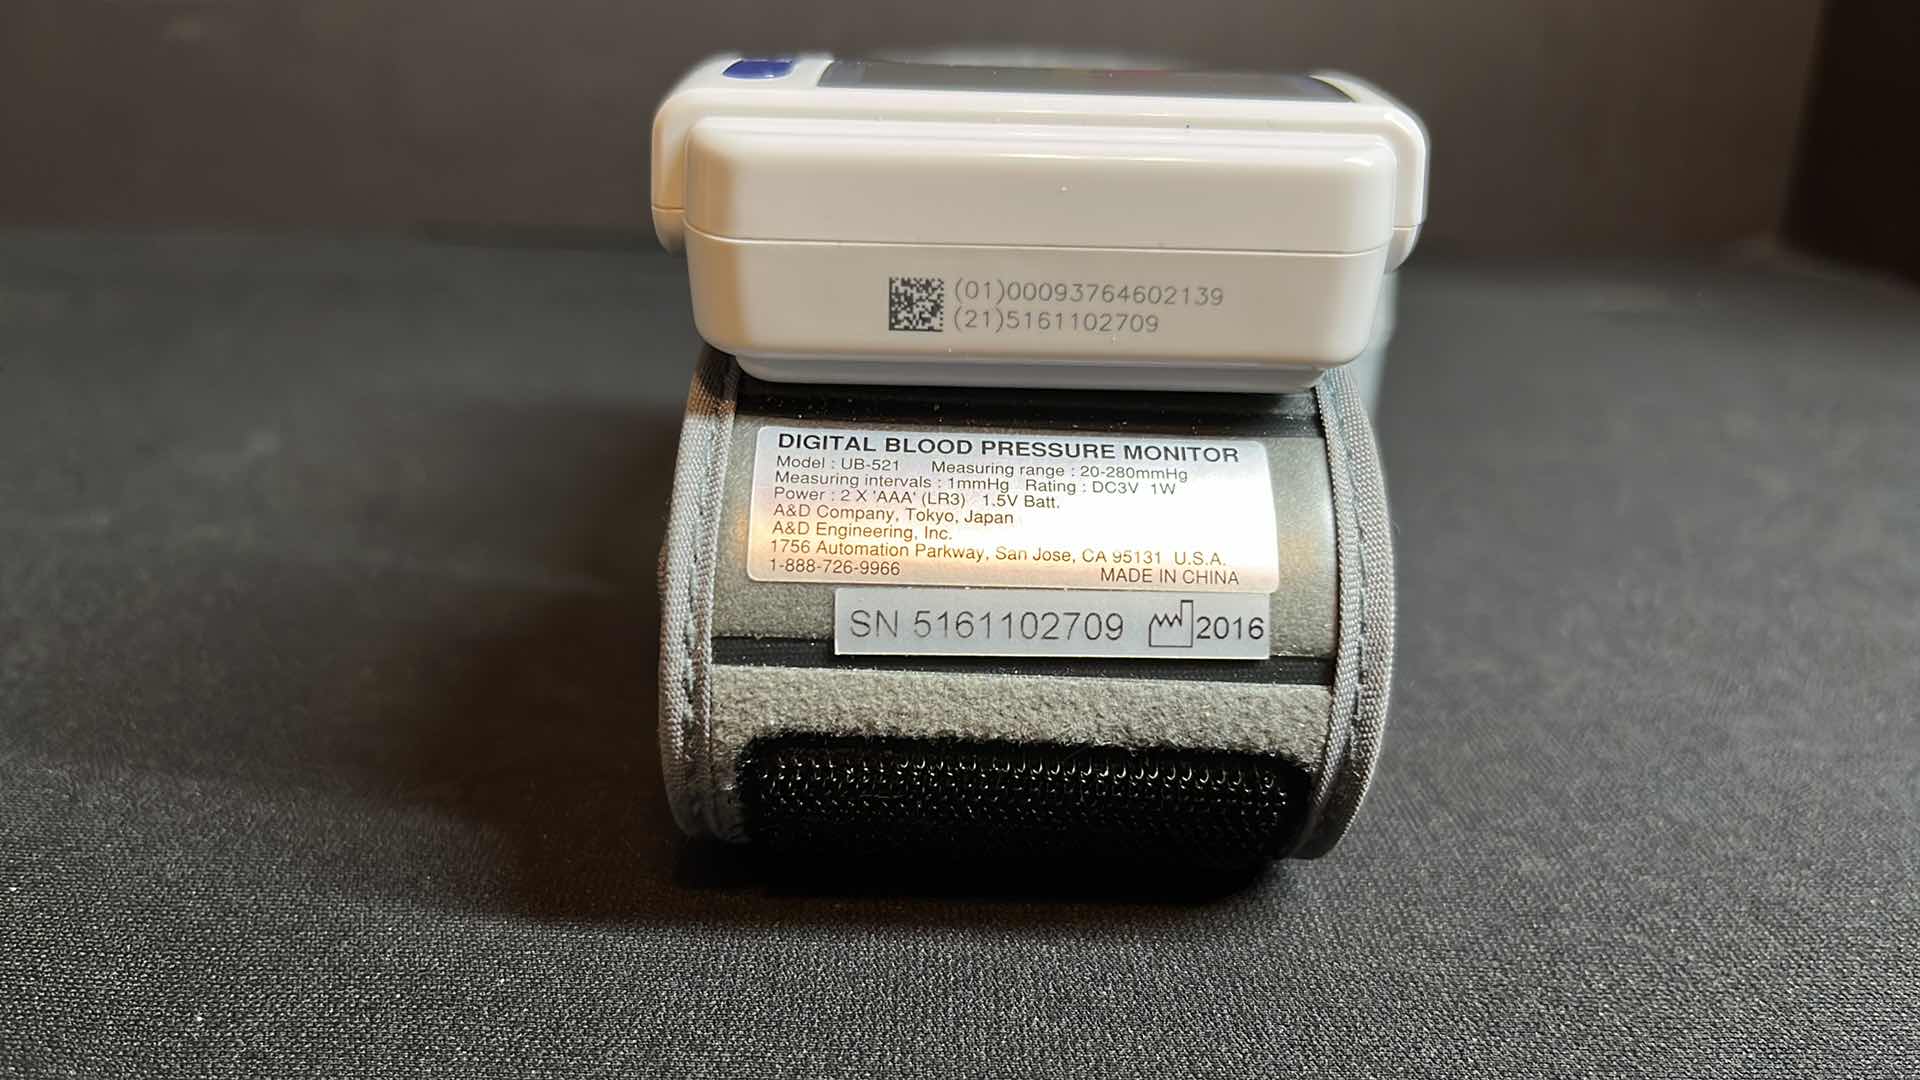 (01)00093764602139
(21)5161102709
DIGITAL BLOOD PRESSURE MONITOR
Model : UB-521 Measuring range : 20-280mmHg
Measuring intervals : 1mmHg Rating : DC3V 1W
Power : 2 X 'AAA' (LR3) 1.5V Batt.
A&D Company, Tokyo, Japan
A&D Engineering, Inc.
1756 Automation Parkway, San Jose, CA 95131 U.S.A.
1-888-726-9966 MADE IN CHINA
SN 5161102709 2016